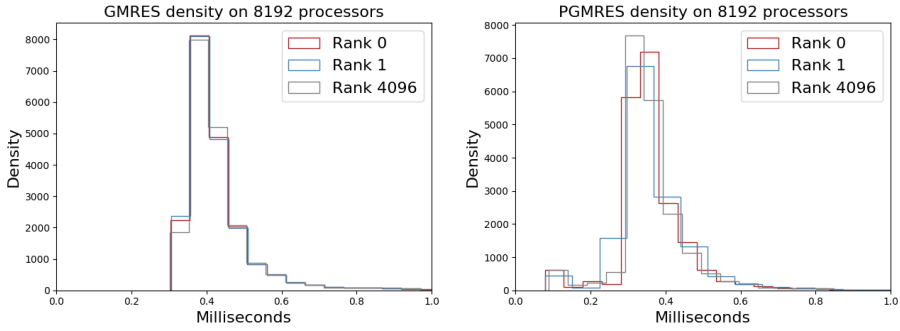 GMRES density on 8192 processors
Density
8000
7000
6000
5000
4000
3000
2000
1000
0
Rank 0
Rank 1
Rank 4096
0.0 0.2 0.4 0.6 0.8 1.0
Milliseconds
PGMRES density on 8192 processors
Density
8000
7000
6000
5000
4000
3000
2000
1000
0
Rank 0
Rank 1
Rank 4096
0.0 0.2 0.4 0.6 0.8 1.0
Milliseconds